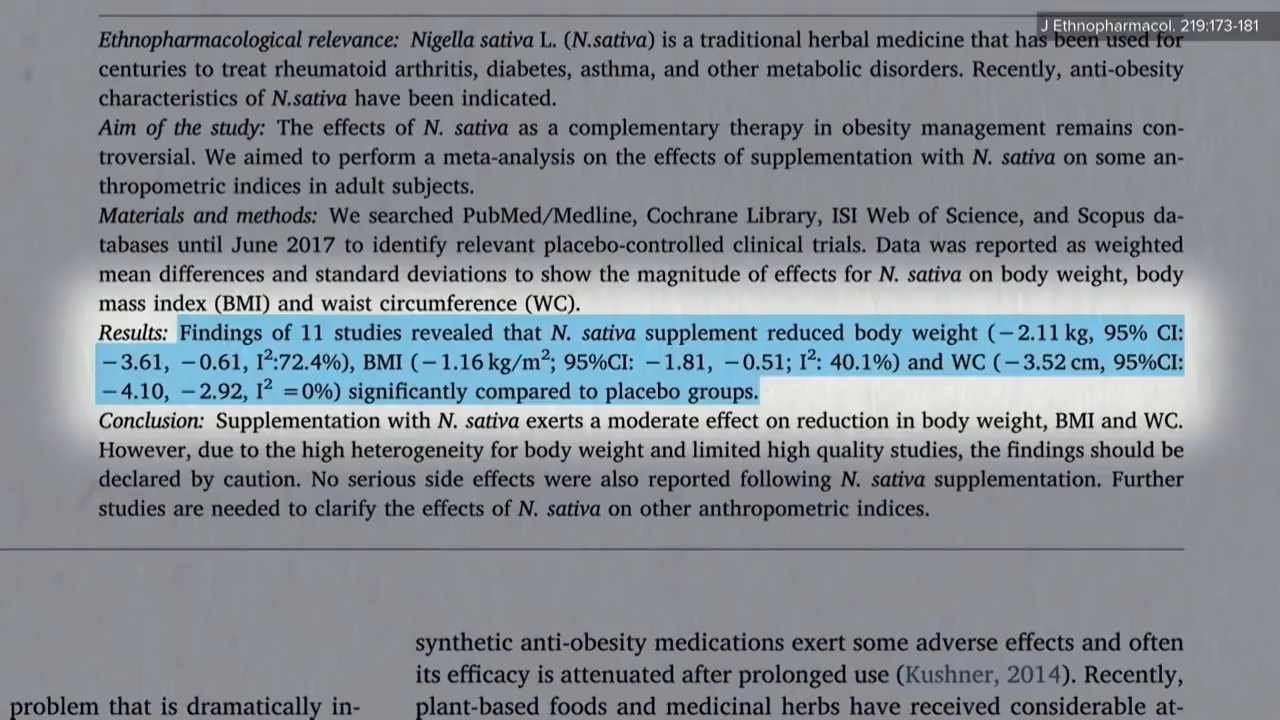 J Ethnopharmacol. 219:173-181
Ethnopharmacological relevance: Nigella sativa L. (N.sativa) is a traditional herbal medicine that has been used for
centuries to treat rheumatoid arthritis, diabetes, asthma, and other metabolic disorders. Recently, anti-obesity
characteristics of N.sativa have been indicated.
Aim of the study: The effects of N. sativa as a complementary therapy in obesity management remains con-
troversial. We aimed to perform a meta-analysis on the effects of supplementation with N. sativa on some an-
thropometric indices in adult subjects.
Materials and methods: We searched PubMed/Medline, Cochrane Library, ISI Web of Science, and Scopus da-
tabases until June 2017 to identify relevant placebo-controlled clinical trials. Data was reported as weighted
mean differences and standard deviations to show the magnitude of effects for N. sativa on body weight, body
mass index (BMI) and waist circumference (WC).
Results: Findings of 11 studies revealed that N. sativa supplement reduced body weight (−2.11 kg, 95% CI:
−3.61, −0.61, I²:72.4%), BMI (−1.16 kg/m²; 95%CI: −1.81, −0.51; I²: 40.1%) and WC (−3.52 cm, 95%CI:
−4.10, −2.92, I² =0%) significantly compared to placebo groups.
Conclusion: Supplementation with N. sativa exerts a moderate effect on reduction in body weight, BMI and WC.
However, due to the high heterogeneity for body weight and limited high quality studies, the findings should be
declared by caution. No serious side effects were also reported following N. sativa supplementation. Further
studies are needed to clarify the effects of N. sativa on other anthropometric indices.
problem that is dramatically in-
synthetic anti-obesity medications exert some adverse effects and often
its efficacy is attenuated after prolonged use (Kushner, 2014). Recently,
plant-based foods and medicinal herbs have received considerable at-